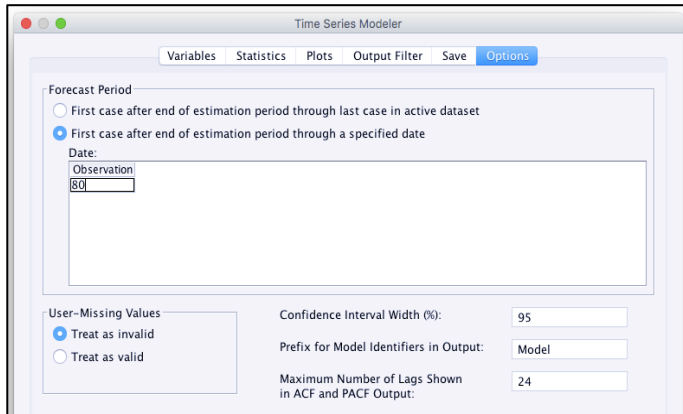 Time Series Modeler
Variables Statistics Plots Output Filter Save Options
Forecast Period
First case after end of estimation period through last case in active dataset
First case after end of estimation period through a specified date
Date:
Observation
80
User-Missing Values
Treat as invalid
Treat as valid
Confidence Interval Width (%): 95
Prefix for Model Identifiers in Output: Model
Maximum Number of Lags Shown
in ACF and PACF Output: 24